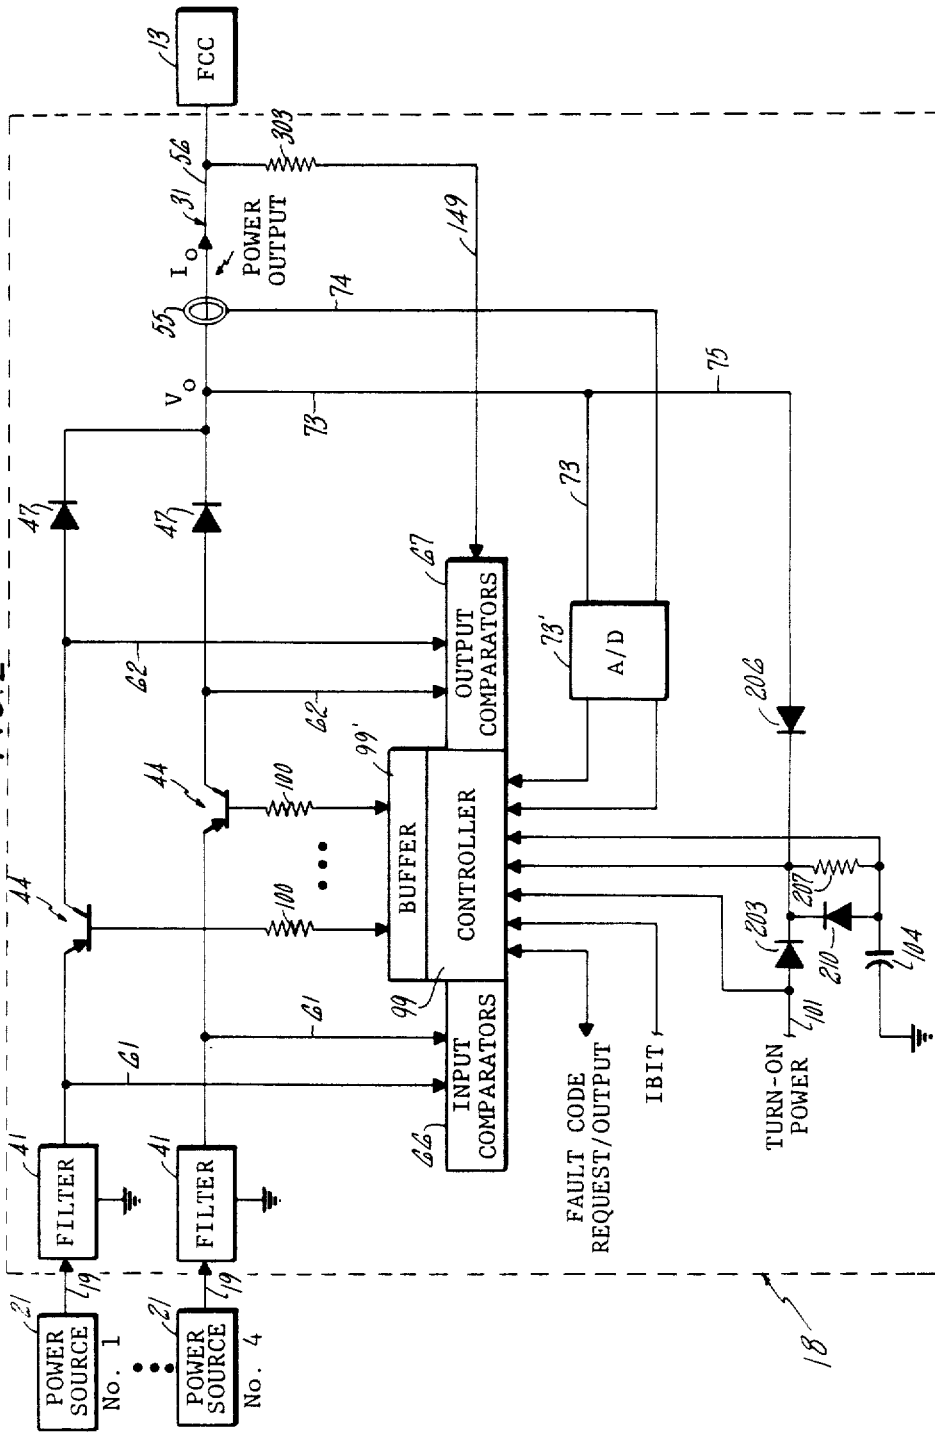 13
FCC
56
303
31
I O
POWER
OUTPUT
149
55
74
V O
73
75
47
47
73
67
OUTPUT
COMPARATORS
73'
A/D
62
62
206
44
44
99'
BUFFER
100
100
CONTROLLER
99
207
203
210
104
101
TURN-ON
POWER
61
61
INPUT
COMPARATORS
66
FAULT CODE
REQUEST/OUTPUT
IBIT
41
FILTER
41
FILTER
19
19
21
POWER
SOURCE
No. 1
21
POWER
SOURCE
No. 4
18